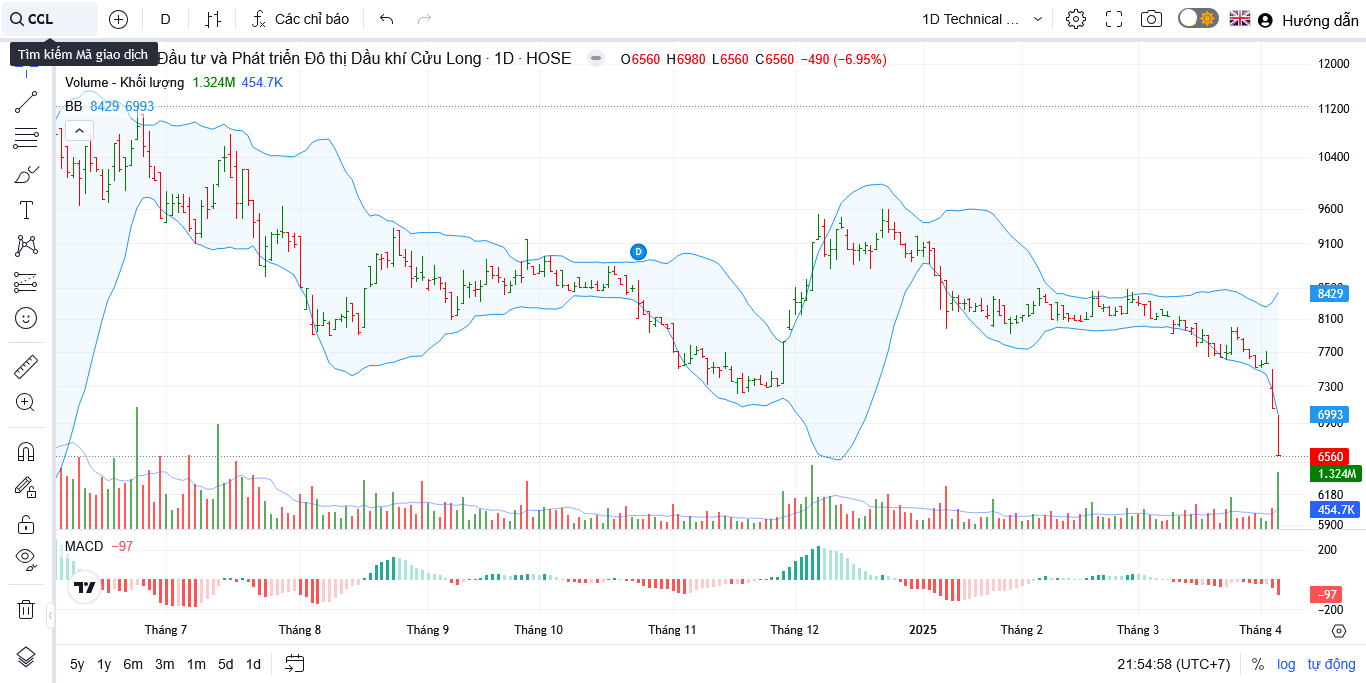 CCL
D
Các chỉ báo
1D Technical ...
Hướng dẫn
Tìm kiếm Mã giao dịch
Đầu tư và Phát triển Đô thị Dầu khí Cửu Long · 1D · HOSE
O6560 H6980 L6560 C6560 −490 (−6.95%)
Volume - Khối lượng 1.324M 454.7K
BB 8429 6993
D
12000
11200
10400
9600
9100
8429
8100
7700
7300
6993
6900
6560
1.324M
6180
454.7K
5900
MACD −97
200
−97
−200
Tháng 7
Tháng 8
Tháng 9
Tháng 10
Tháng 11
Tháng 12
2025
Tháng 2
Tháng 3
Tháng 4
5y 1y 6m 3m 1m 5d 1d
21:54:58 (UTC+7)
% log tự động